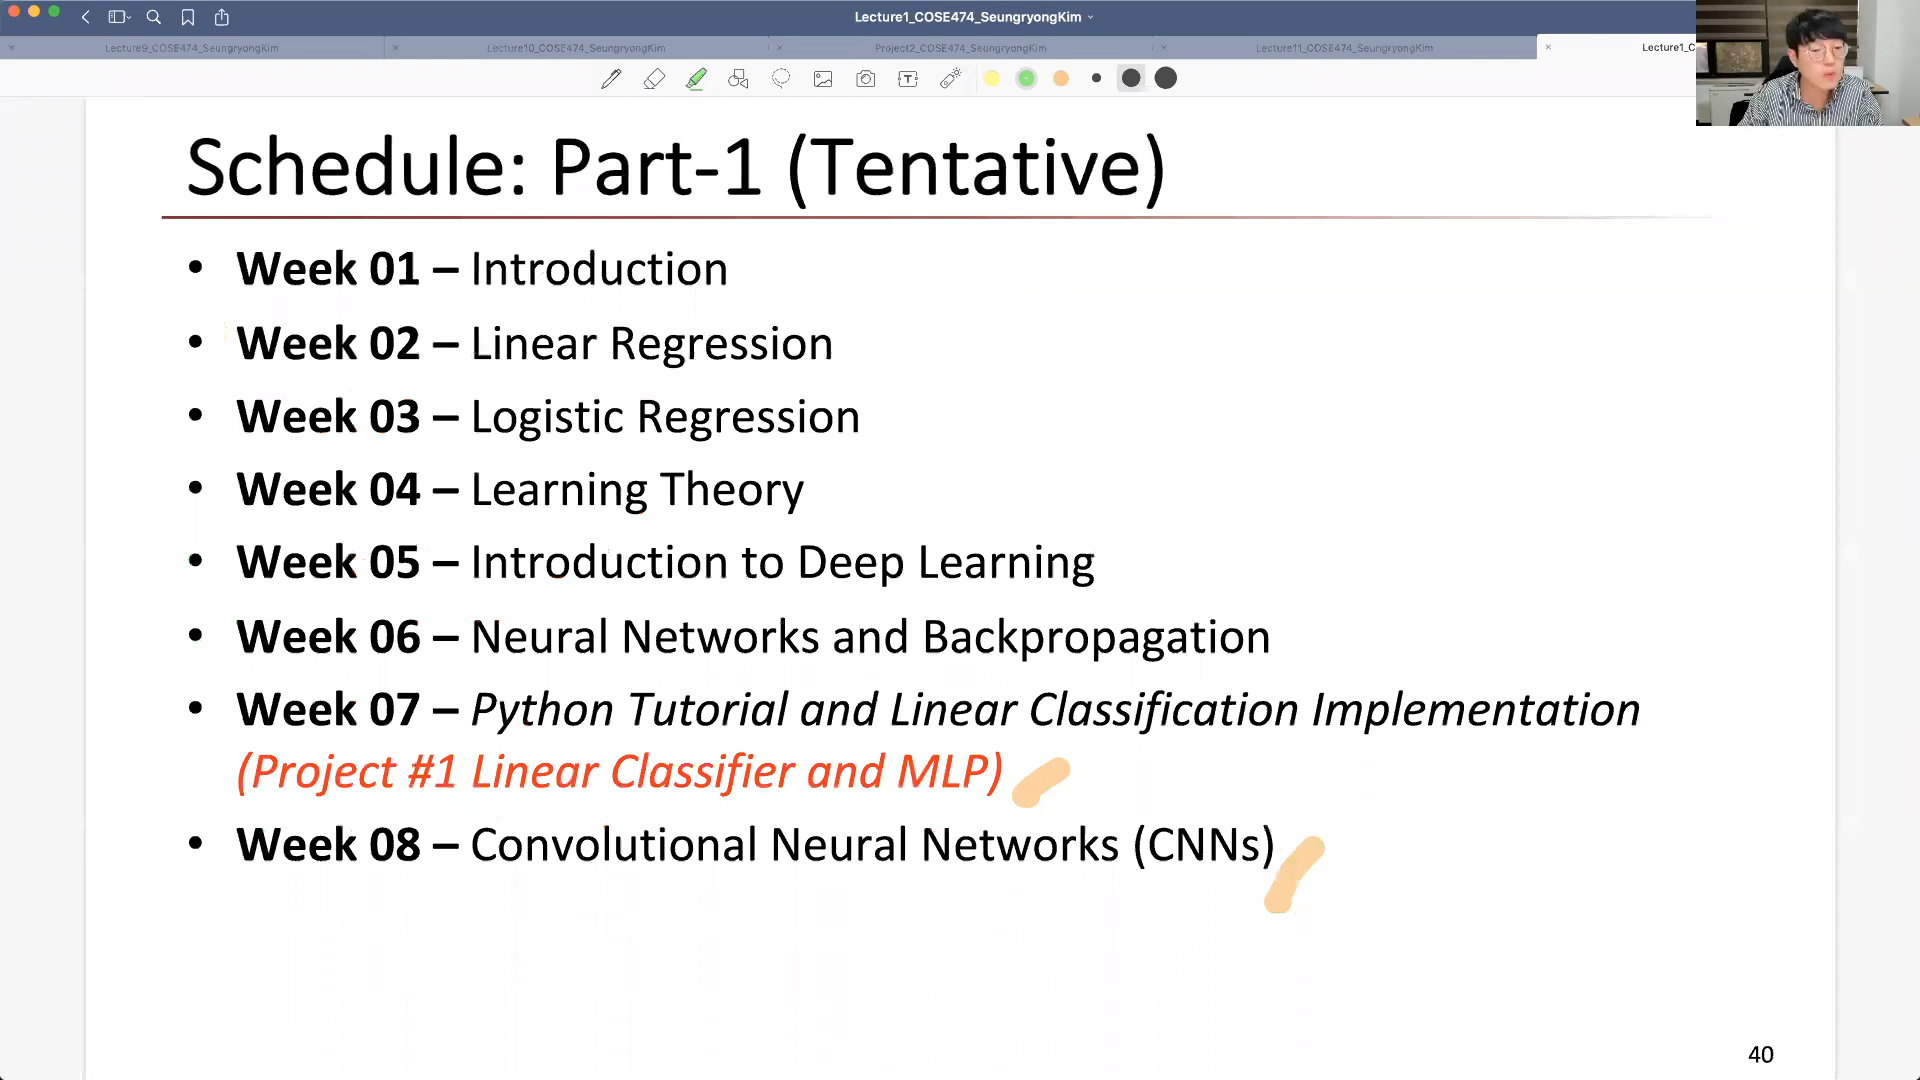 Lecture1_COSE474_SeungryongKim
Lecture9_COSE474_SeungryongKim
Lecture10_COSE474_SeungryongKim
Project2_COSE474_SeungryongKim
Lecture11_COSE474_SeungryongKim
Lecture1_C
Schedule: Part-1 (Tentative)
• Week 01 – Introduction
• Week 02 – Linear Regression
• Week 03 – Logistic Regression
• Week 04 – Learning Theory
• Week 05 – Introduction to Deep Learning
• Week 06 – Neural Networks and Backpropagation
• Week 07 – Python Tutorial and Linear Classification Implementation
(Project #1 Linear Classifier and MLP)
• Week 08 – Convolutional Neural Networks (CNNs)
40